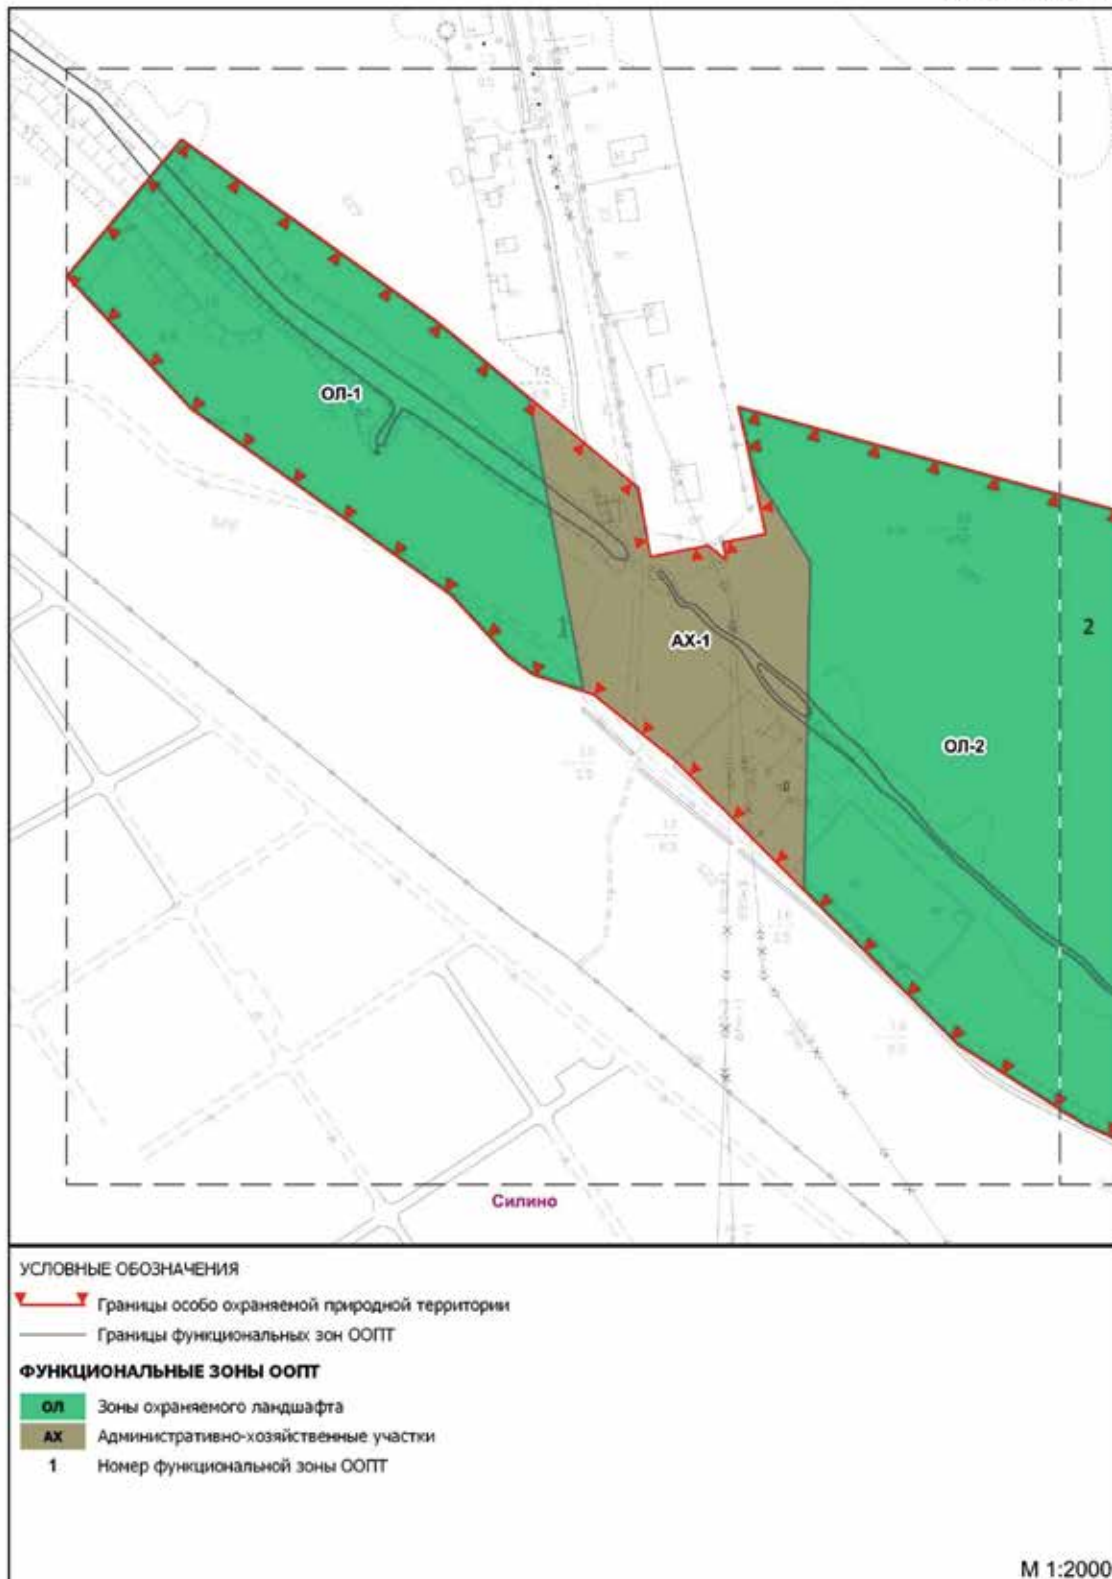 ОЛ-1
АХ-1
2
ОЛ-2
1
Силино
УСЛОВНЫЕ ОБОЗНАЧЕНИЯ
Границы особо охраняемой природной территории
Границы функциональных зон ООПТ
ФУНКЦИОНАЛЬНЫЕ ЗОНЫ ООПТ
ОЛ Зоны охраняемого ландшафта
АХ Административно-хозяйственные участки
1 Номер функциональной зоны ООПТ
М 1:2000